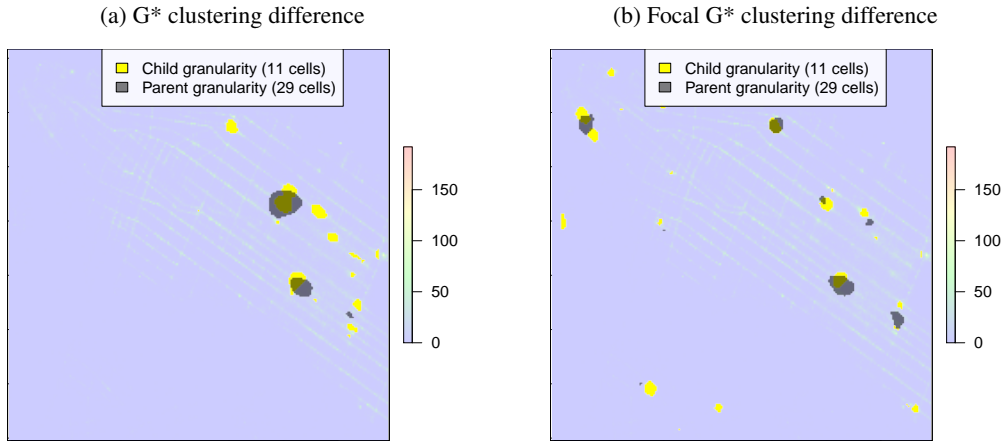 (a) G* clustering difference
Child granularity (11 cells)
Parent granularity (29 cells)
150
100
50
0
(b) Focal G* clustering difference
Child granularity (11 cells)
Parent granularity (29 cells)
150
100
50
0